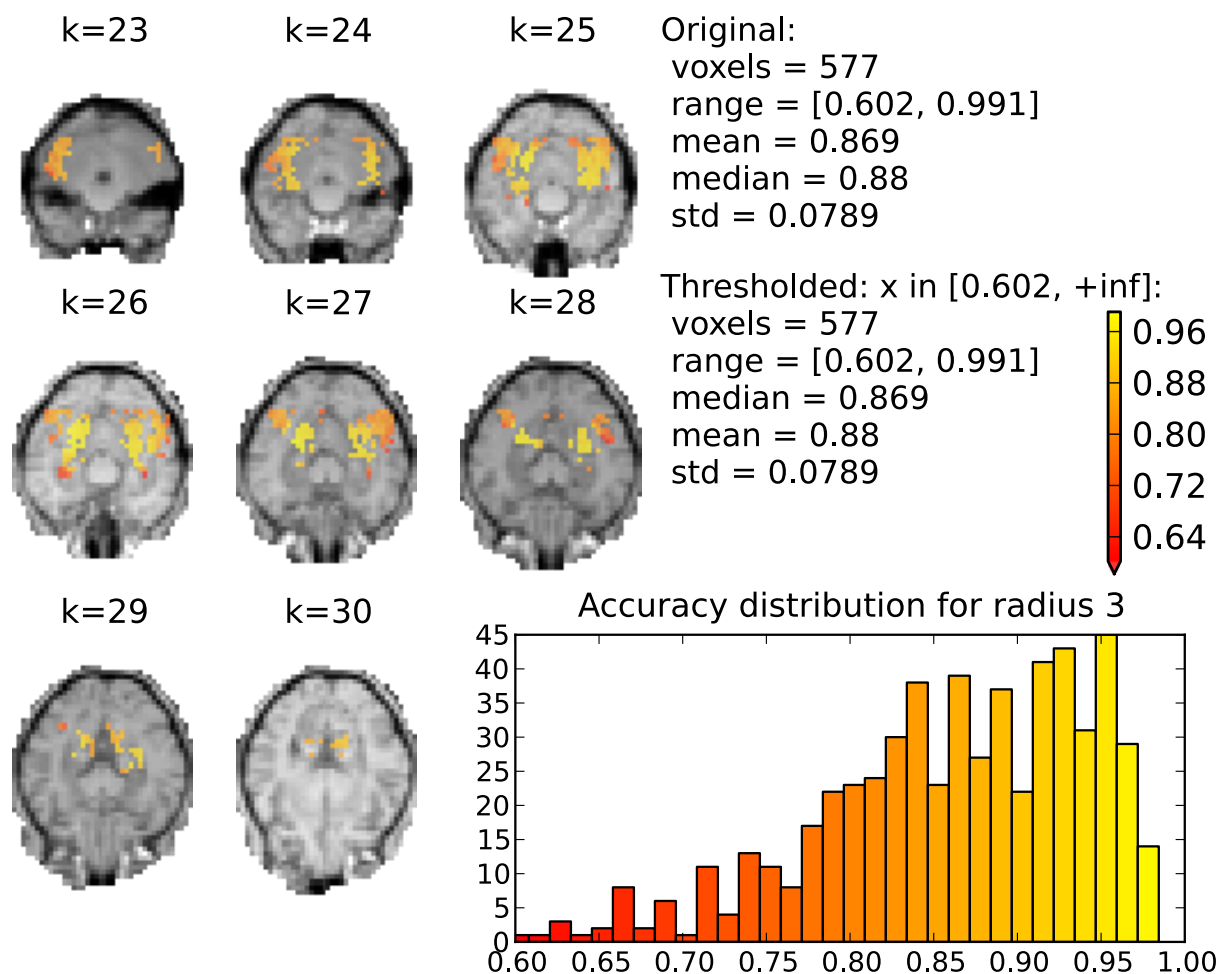 k=23
k=24
k=25
Original:
voxels = 577
range = [0.602, 0.991]
mean = 0.869
median = 0.88
std = 0.0789
k=26
k=27
k=28
Thresholded: x in [0.602, +inf]:
voxels = 577
range = [0.602, 0.991]
median = 0.869
mean = 0.88
std = 0.0789
0.96
0.88
0.80
0.72
0.64
k=29
k=30
Accuracy distribution for radius 3
45
40
35
30
25
20
15
10
5
0
0.60 0.65 0.70 0.75 0.80 0.85 0.90 0.95 1.00